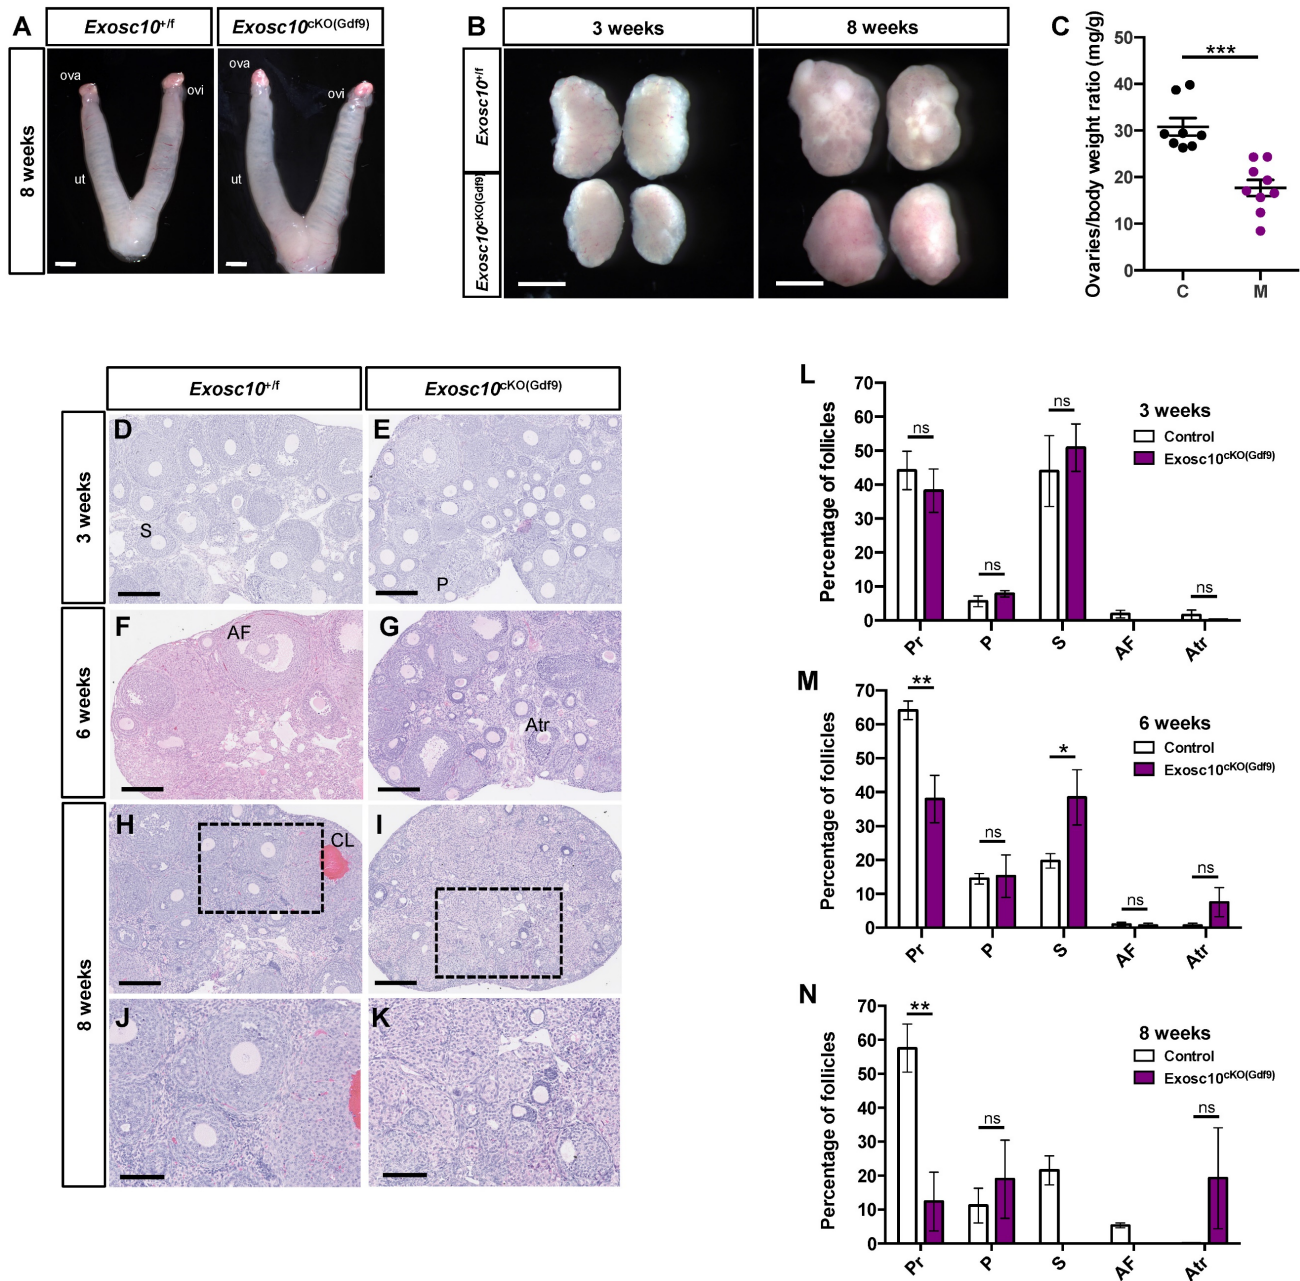 A
Exosc10+/f
Exosc10cKO(Gdf9)
8 weeks
ova
ovi
ut
ova
ovi
ut
B
3 weeks
8 weeks
Exosc10+/f
Exosc10cKO(Gdf9)
C
Ovaries/body weight ratio (mg/g)
50
40
30
20
10
0
***
C
M
Exosc10+/f
Exosc10cKO(Gdf9)
3 weeks
D
S
E
P
6 weeks
F
AF
G
Atr
8 weeks
H
CL
I
J
K
L
Percentage of follicles
70
60
50
40
30
20
10
0
ns
ns
ns
ns
Pr
P
S
AF
Atr
3 weeks
Control
Exosc10cKO(Gdf9)
M
Percentage of follicles
70
60
50
40
30
20
10
0
**
ns
*
ns
ns
Pr
P
S
AF
Atr
6 weeks
Control
Exosc10cKO(Gdf9)
N
Percentage of follicles
70
60
50
40
30
20
10
0
**
ns
ns
Pr
P
S
AF
Atr
8 weeks
Control
Exosc10cKO(Gdf9)